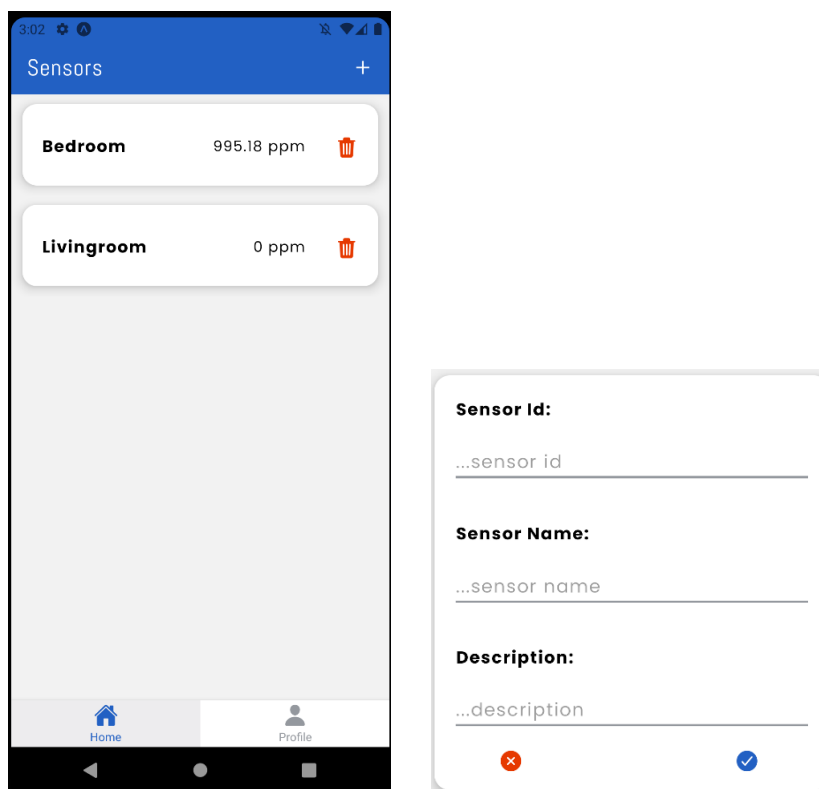 3:02
Sensors +
Bedroom 995.18 ppm
Livingroom 0 ppm
Home Profile
Sensor Id:
...sensor id
Sensor Name:
...sensor name
Description:
...description